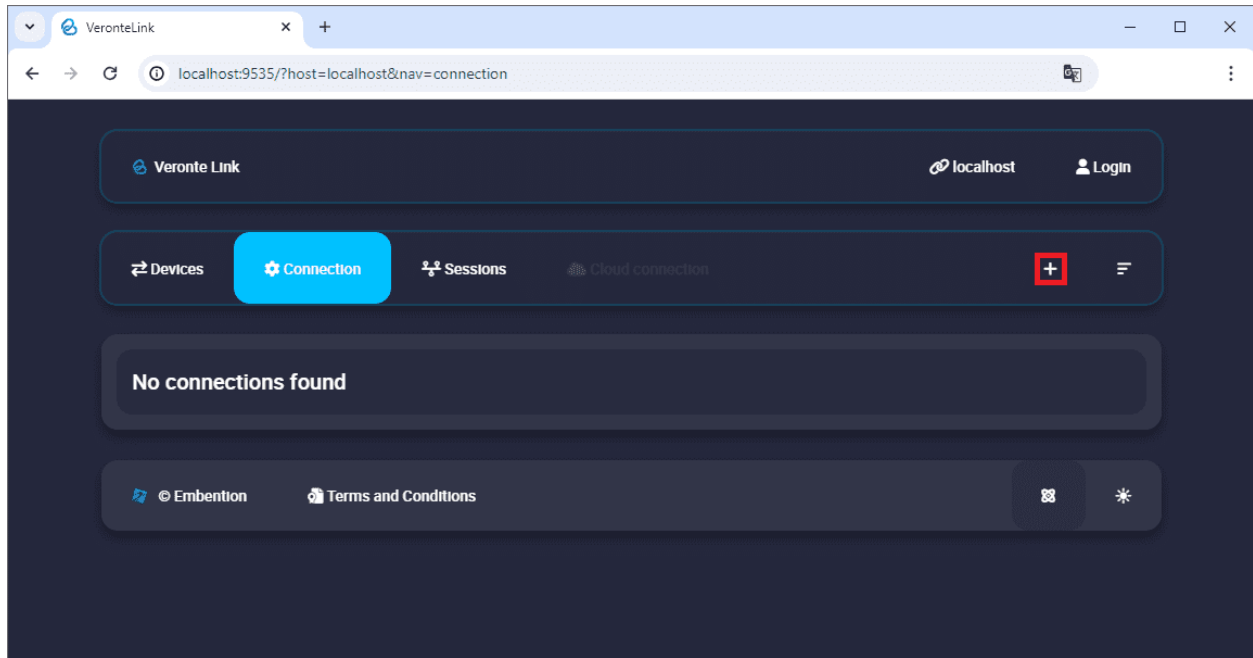 VeronteLink
localhost:9535/?host=localhost&nav=connection
Veronte Link localhost Login
Devices Connection Sessions Cloud connection
No connections found
© Embention Terms and Conditions